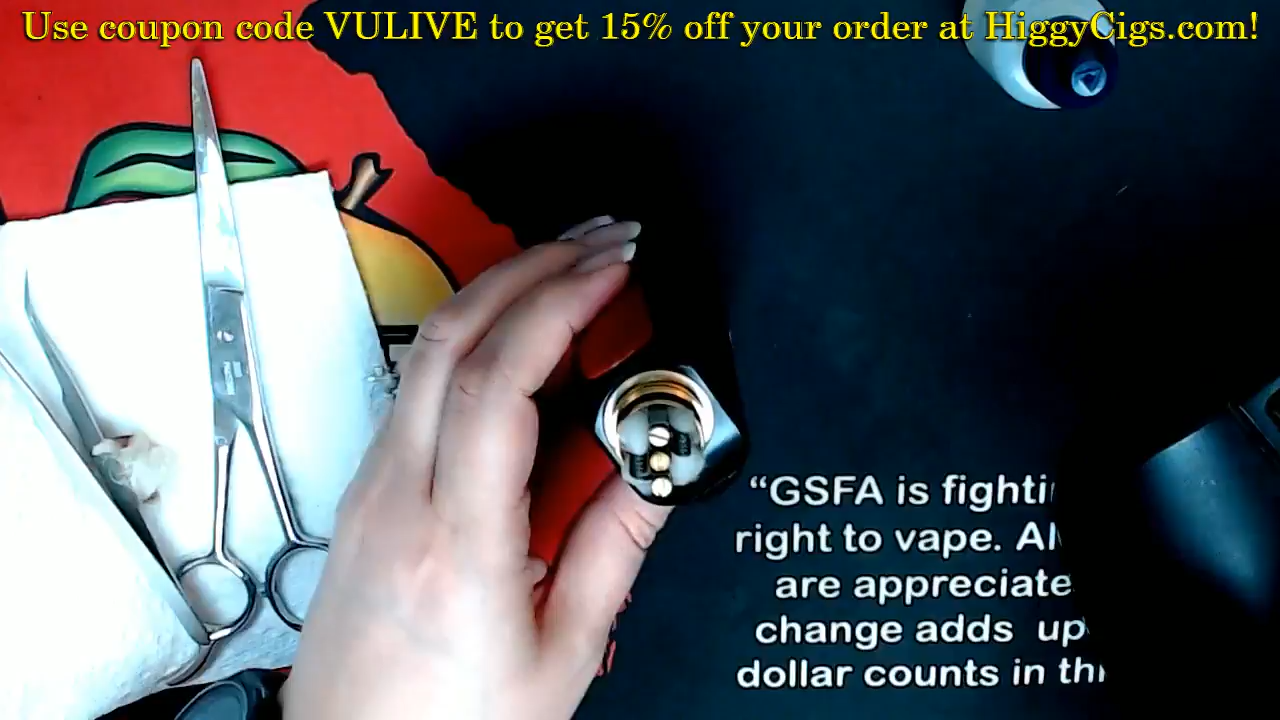 Use coupon code VULIVE to get 15% off your order at HiggyCigs.com!
“GSFA is fighti
right to vape. Al
are appreciate
change adds up
dollar counts in thi